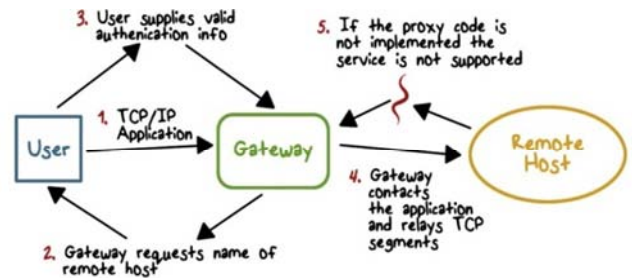 3. User supplies valid
authenication info
5. If the proxy code is
not implemented the
service is not supported
1. TCP/IP
Application
User
Gateway
Remote
Host
4. Gateway
contacts
the application
and relays TCP
segments
2. Gateway requests name of
remote host